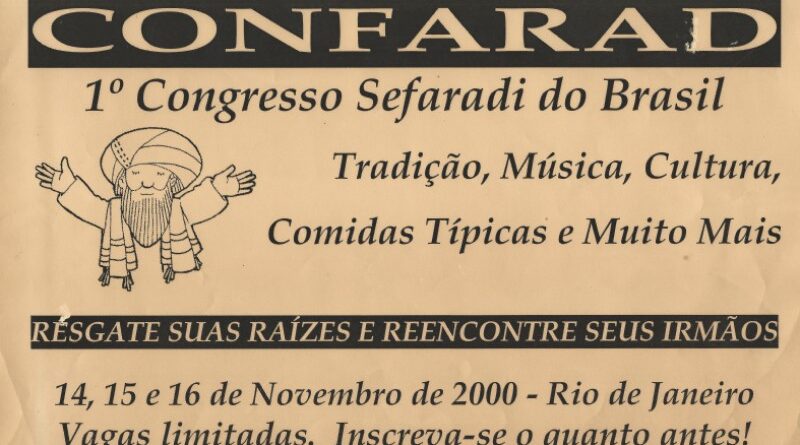 CONFARAD
1º Congresso Sefaradi do Brasil
Tradição, Música, Cultura,
Comidas Típicas e Muito Mais
RESGATE SUAS RAÍZES E REENCONTRE SEUS IRMÃOS
14, 15 e 16 de Novembro de 2000 - Rio de Janeiro
Vagas limitadas. Inscreva-se o quanto antes!